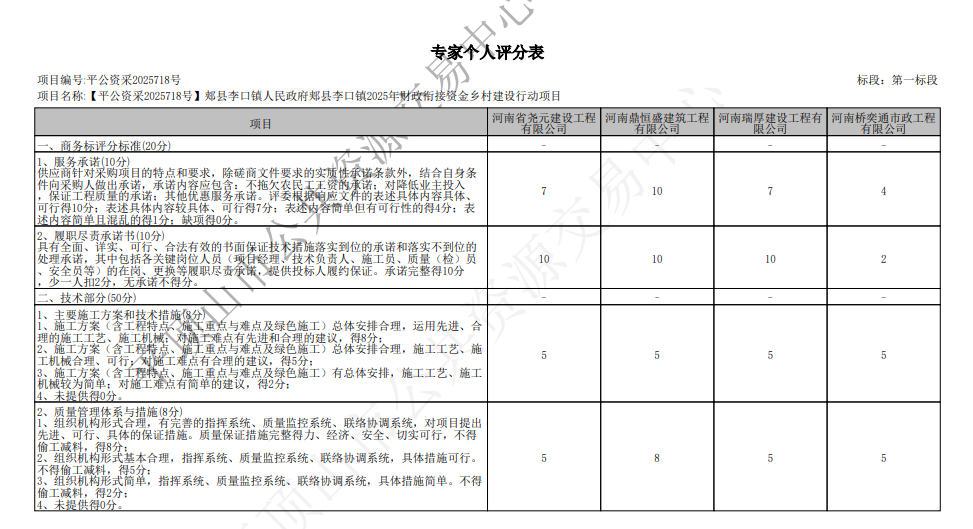 专家个人评分表
项目编号:平公资采2025718号
标段：第一标段
项目名称:【平公资采2025718号】郏县李口镇人民政府郏县李口镇2025年财政衔接资金乡村建设行动项目
项目
河南省尧元建设工程
有限公司
河南鼎恒盛建筑工程
有限公司
河南瑞厚建设工程有
限公司
河南桥奕通市政工程
有限公司
一、商务标评分标准(20分)
-
-
-
-
1、服务承诺(10分)
供应商针对采购项目的特点和要求，除磋商文件要求的实质性承诺条款外，结合自身条
件向采购人做出承诺，承诺内容应包含：不拖欠农民工工资的承诺；对降低业主投入
，保证工程质量的承诺；其他优惠服务承诺。评委根据响应文件的表述具体内容具体、
可行得10分；表述具体内容较具体、可行得7分；表述内容简单但有可行性的得4分；表
述内容简单且混乱的得1分；缺项得0分。
7
10
7
4
2、履职尽责承诺书(10分)
具有全面、详实、可行、合法有效的书面保证技术措施落实到位的承诺和落实不到位的
处理承诺，其中包括各关键岗位人员（项目经理、技术负责人、施工员、质量（检）员
、安全员等）的在岗、更换等履职尽责承诺，提供投标人履约保证。承诺完整得10分
，少一人扣2分，无承诺不得分。
10
10
10
2
二、技术部分(50分)
-
-
-
-
1、主要施工方案和技术措施(8分)
1、施工方案（含工程特点、施工重点与难点及绿色施工）总体安排合理，运用先进、合
理的施工工艺、施工机械；对施工难点有先进和合理的建议，得8分；
2、施工方案（含工程特点、施工重点与难点及绿色施工）总体安排合理，施工工艺、施
工机械合理、可行；对施工难点有合理的建议，得5分；
3、施工方案（含工程特点、施工重点与难点及绿色施工）有总体安排，施工工艺、施工
机械较为简单；对施工难点有简单的建议，得2分；
4、未提供得0分。
5
5
5
5
2、质量管理体系与措施(8分)
1、组织机构形式合理，有完善的指挥系统、质量监控系统、联络协调系统，对项目提出
先进、可行、具体的保证措施。质量保证措施完整得力、经济、安全、切实可行，不得
偷工减料，得8分；
2、组织机构形式基本合理，指挥系统、质量监控系统、联络协调系统，具体措施可行。
不得偷工减料，得5分；
3、组织机构形式简单，指挥系统、质量监控系统、联络协调系统，具体措施简单。不得
偷工减料，得2分；
4、未提供得0分。
5
8
5
5
平顶山市公共资源交易中心
平顶山市公共资源交易中心